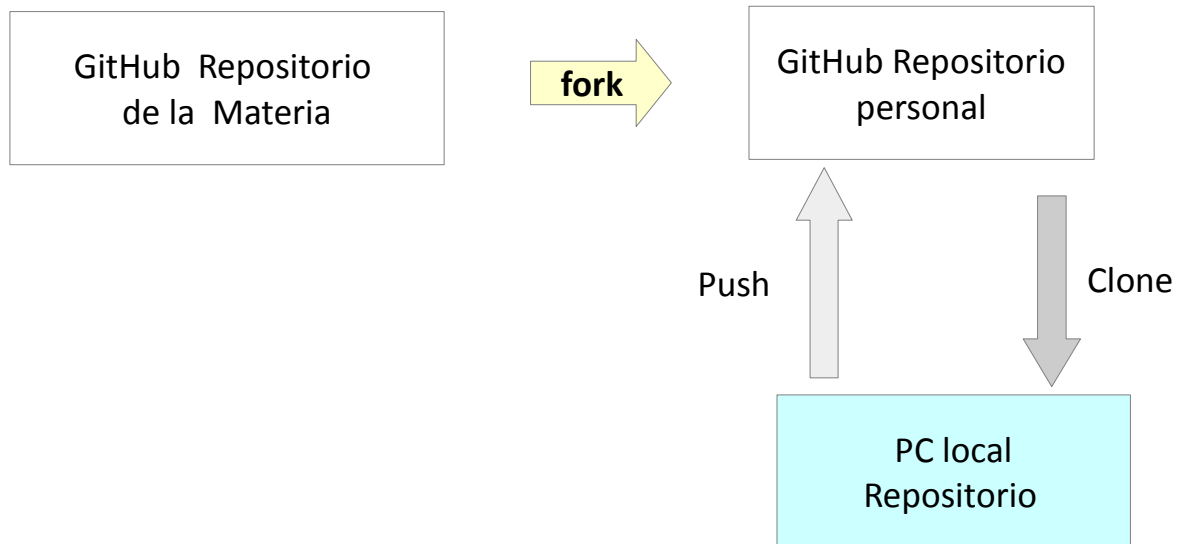 GitHub Repositorio
de la Materia
fork
GitHub Repositorio
personal
Push
Clone
PC local
Repositorio